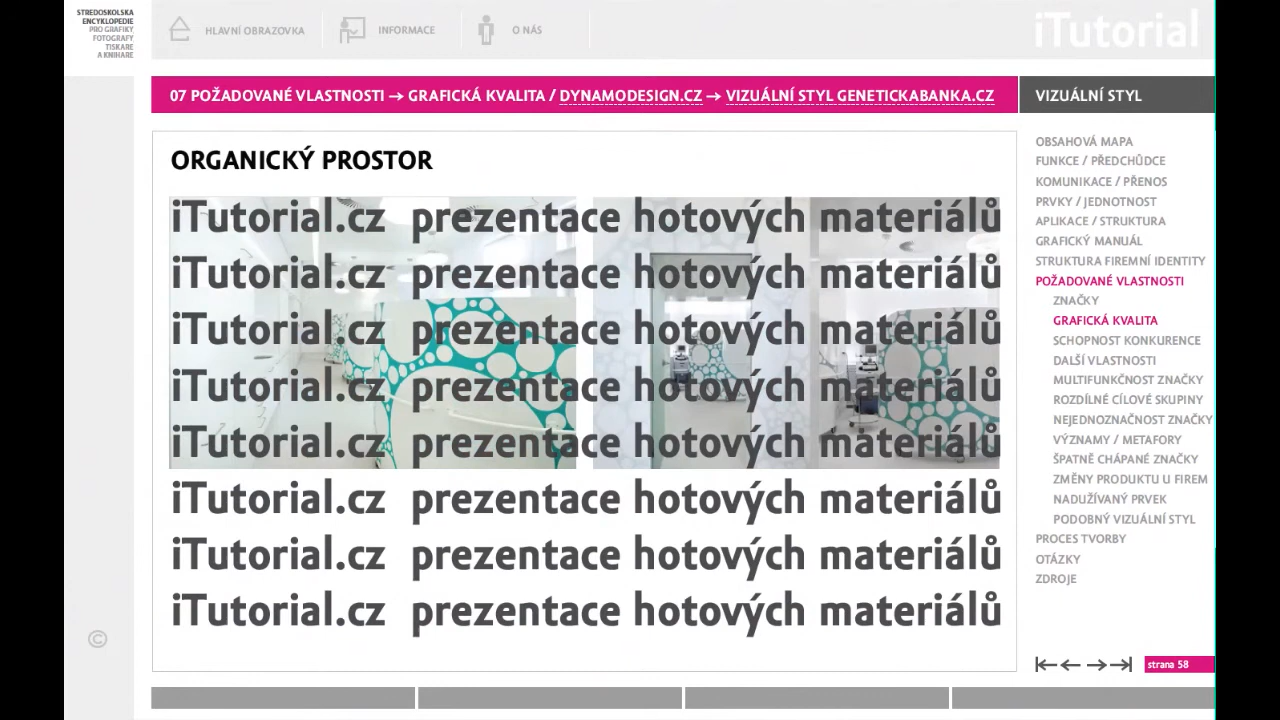 STŘEDOŠKOLSKÁ
ENCYKLOPEDIE
PRO GRAFIKY
FOTOGRAFY
TISKAŘE
A KNIHAŘE
HLAVNÍ OBRAZOVKA
INFORMACE
O NÁS
iTutorial
07 POŽADOVANÉ VLASTNOSTI → GRAFICKÁ KVALITA / DYNAMODESIGN.CZ → VIZUÁLNÍ STYL GENETICKABANKA.CZ
VIZUÁLNÍ STYL
ORGANICKÝ PROSTOR
iTutorial.cz prezentace hotových materiálů
iTutorial.cz prezentace hotových materiálů
iTutorial.cz prezentace hotových materiálů
iTutorial.cz prezentace hotových materiálů
iTutorial.cz prezentace hotových materiálů
iTutorial.cz prezentace hotových materiálů
iTutorial.cz prezentace hotových materiálů
iTutorial.cz prezentace hotových materiálů
OBSAHOVÁ MAPA
FUNKCE / PŘEDCHŮDCE
KOMUNIKACE / PŘENOS
PRVKY / JEDNOTNOST
APLIKACE / STRUKTURA
GRAFICKÝ MANUÁL
STRUKTURA FIREMNÍ IDENTITY
POŽADOVANÉ VLASTNOSTI
ZNAČKY
GRAFICKÁ KVALITA
SCHOPNOST KONKURENCE
DALŠÍ VLASTNOSTI
MULTIFUNKČNOST ZNAČKY
ROZDÍLNÉ CÍLOVÉ SKUPINY
NEJEDNOZNAČNOST ZNAČKY
VÝZNAMY / METAFORY
ŠPATNĚ CHÁPANÉ ZNAČKY
ZMĚNY PRODUKTU U FIREM
NADUŽÍVANÝ PRVEK
PODOBNÝ VIZUÁLNÍ STYL
PROCES TVORBY
OTÁZKY
ZDROJE
©
strana 58